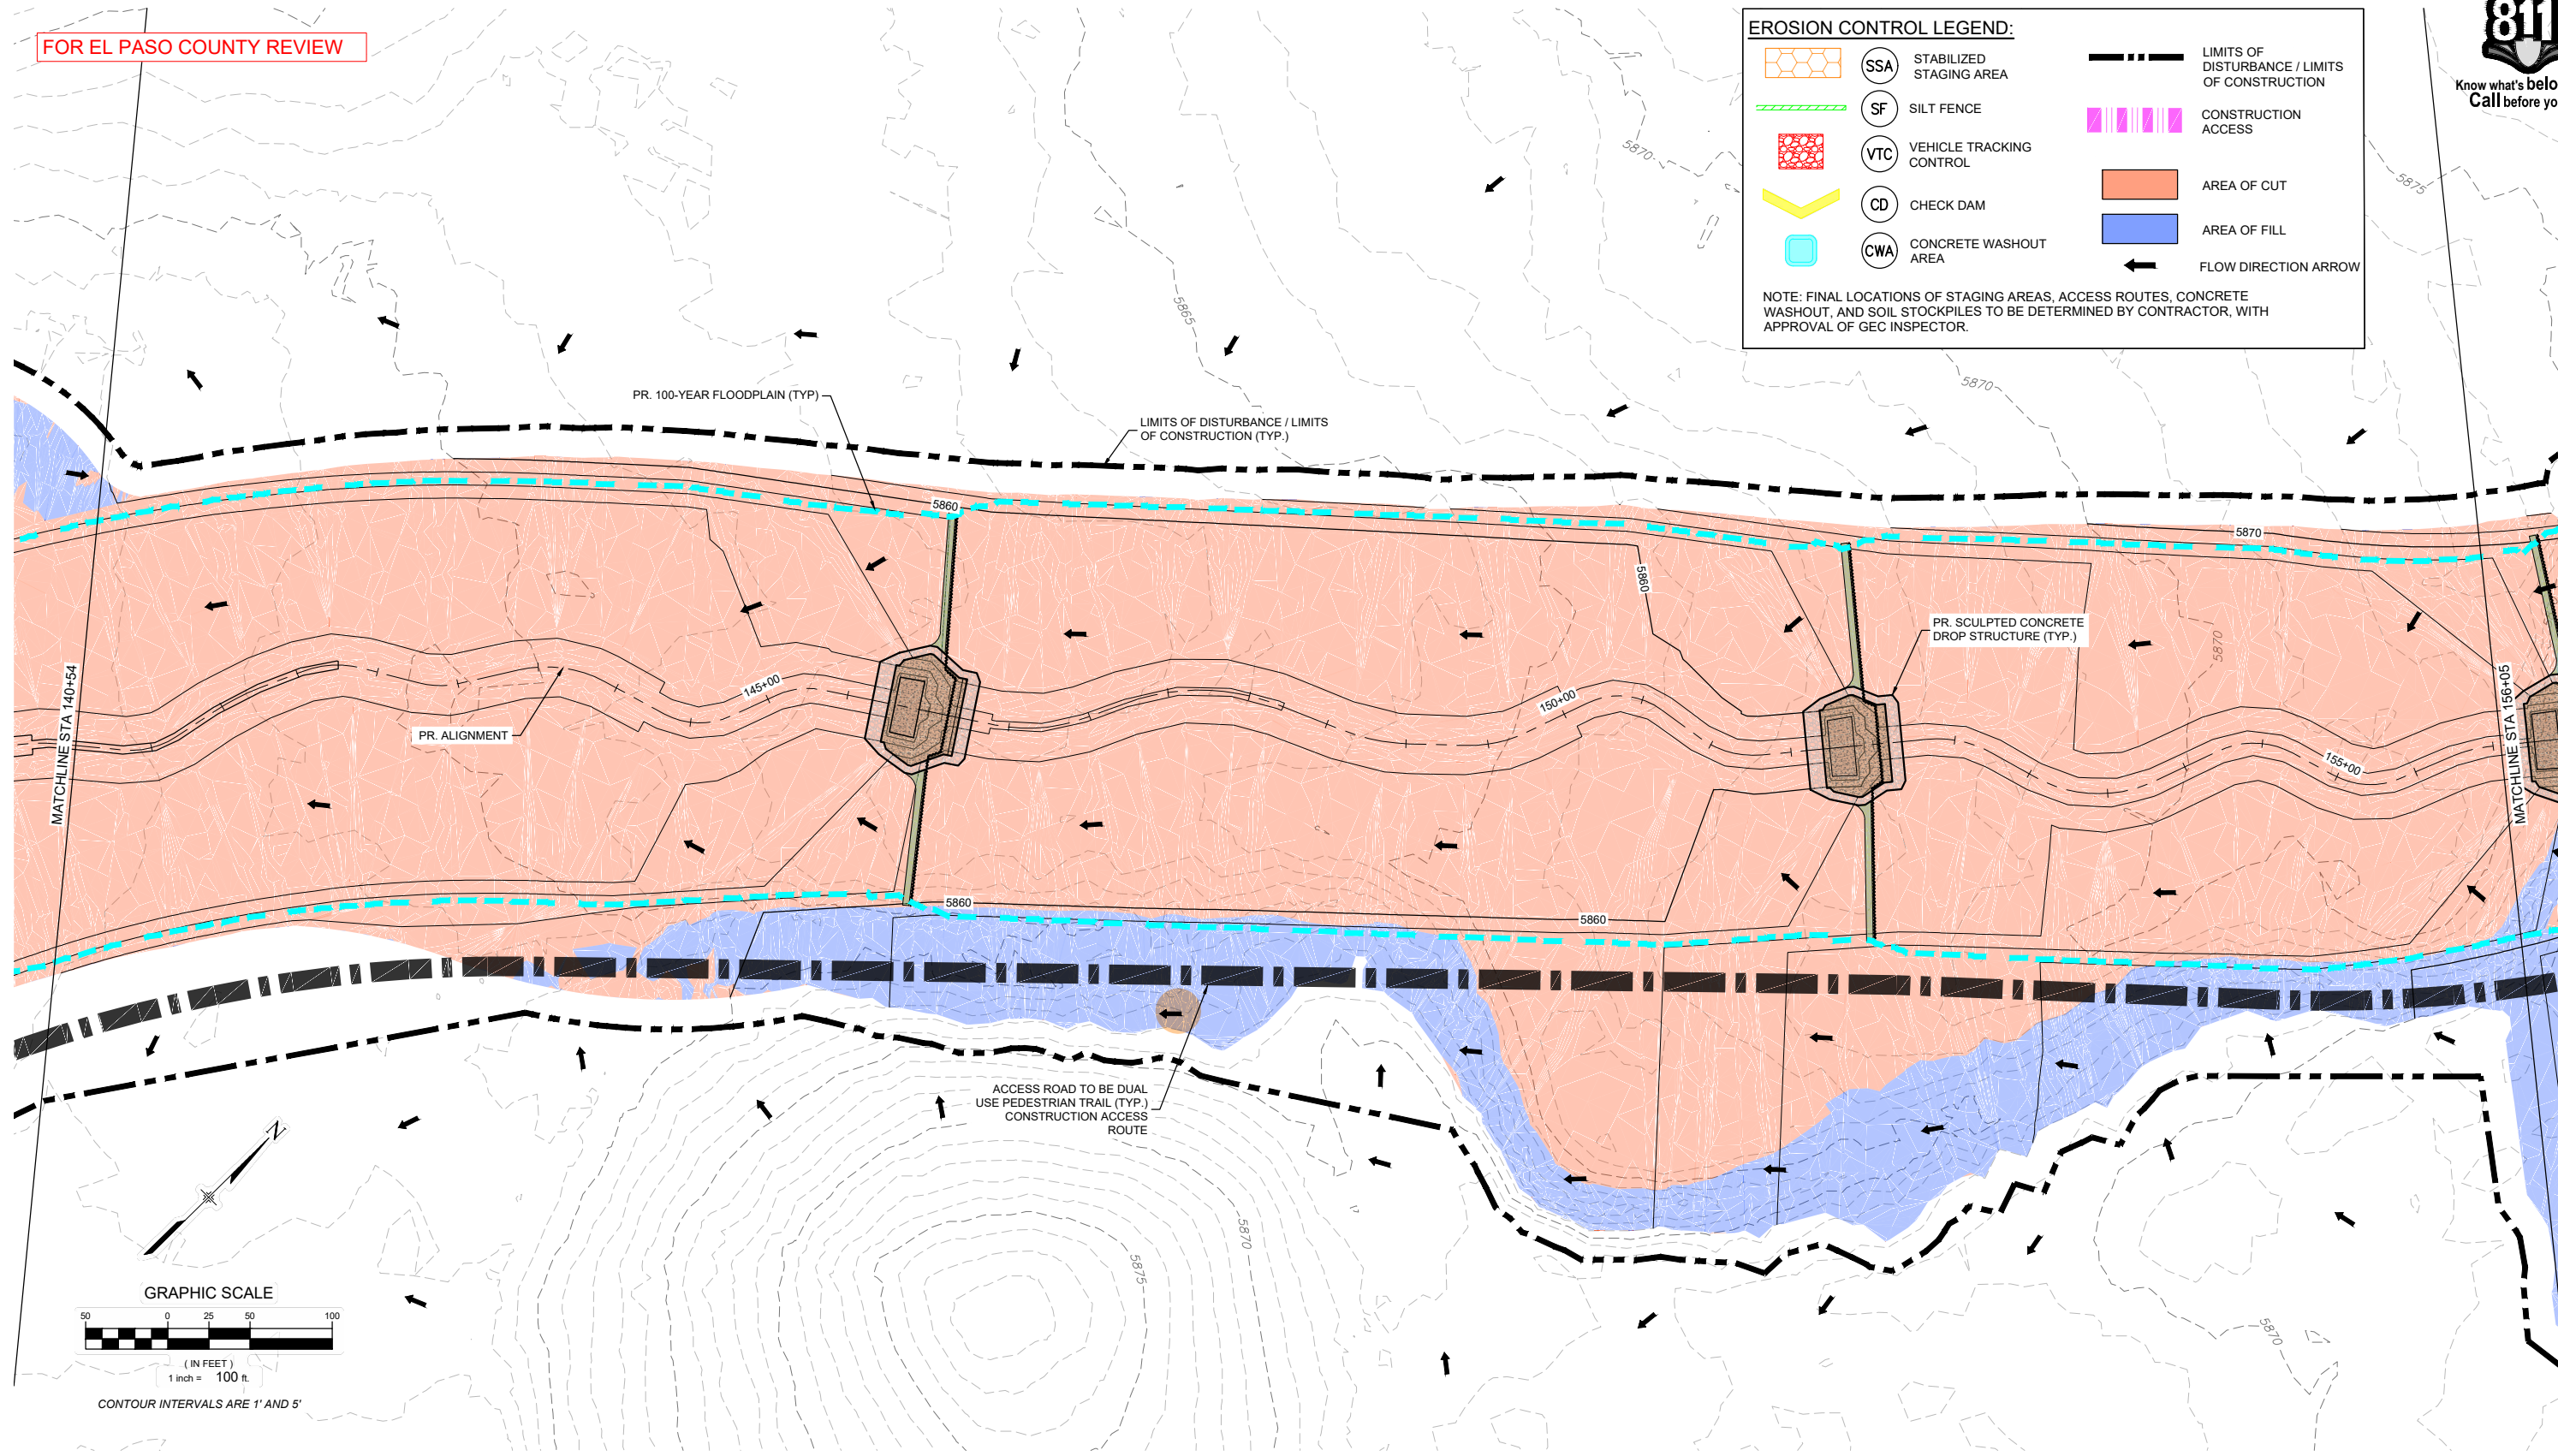 FOR EL PASO COUNTY REVIEW
EROSION CONTROL LEGEND:
SSA
STABILIZED
STAGING AREA
SF
SILT FENCE
VTC
VEHICLE TRACKING
CONTROL
CD
CHECK DAM
CWA
CONCRETE WASHOUT
AREA
LIMITS OF
DISTURBANCE / LIMITS
OF CONSTRUCTION
CONSTRUCTION
ACCESS
AREA OF CUT
AREA OF FILL
FLOW DIRECTION ARROW
NOTE: FINAL LOCATIONS OF STAGING AREAS, ACCESS ROUTES, CONCRETE
WASHOUT, AND SOIL STOCKPILES TO BE DETERMINED BY CONTRACTOR, WITH
APPROVAL OF GEC INSPECTOR.
811
Know what's belo
Call before yo
5870
5875
5865
5870
PR. 100-YEAR FLOODPLAIN (TYP)
LIMITS OF DISTURBANCE / LIMITS
OF CONSTRUCTION (TYP.)
5860
5870
5860
PR. SCULPTED CONCRETE
DROP STRUCTURE (TYP.)
5870
MATCHLINE STA 140+54
145+00
150+00
155+00
MATCHLINE STA 156+05
PR. ALIGNMENT
5860
5860
ACCESS ROAD TO BE DUAL
USE PEDESTRIAN TRAIL (TYP.)
CONSTRUCTION ACCESS
ROUTE
N
5870
5875
5870
GRAPHIC SCALE
50 0 25 50 100
( IN FEET )
1 inch = 100 ft.
CONTOUR INTERVALS ARE 1' AND 5'